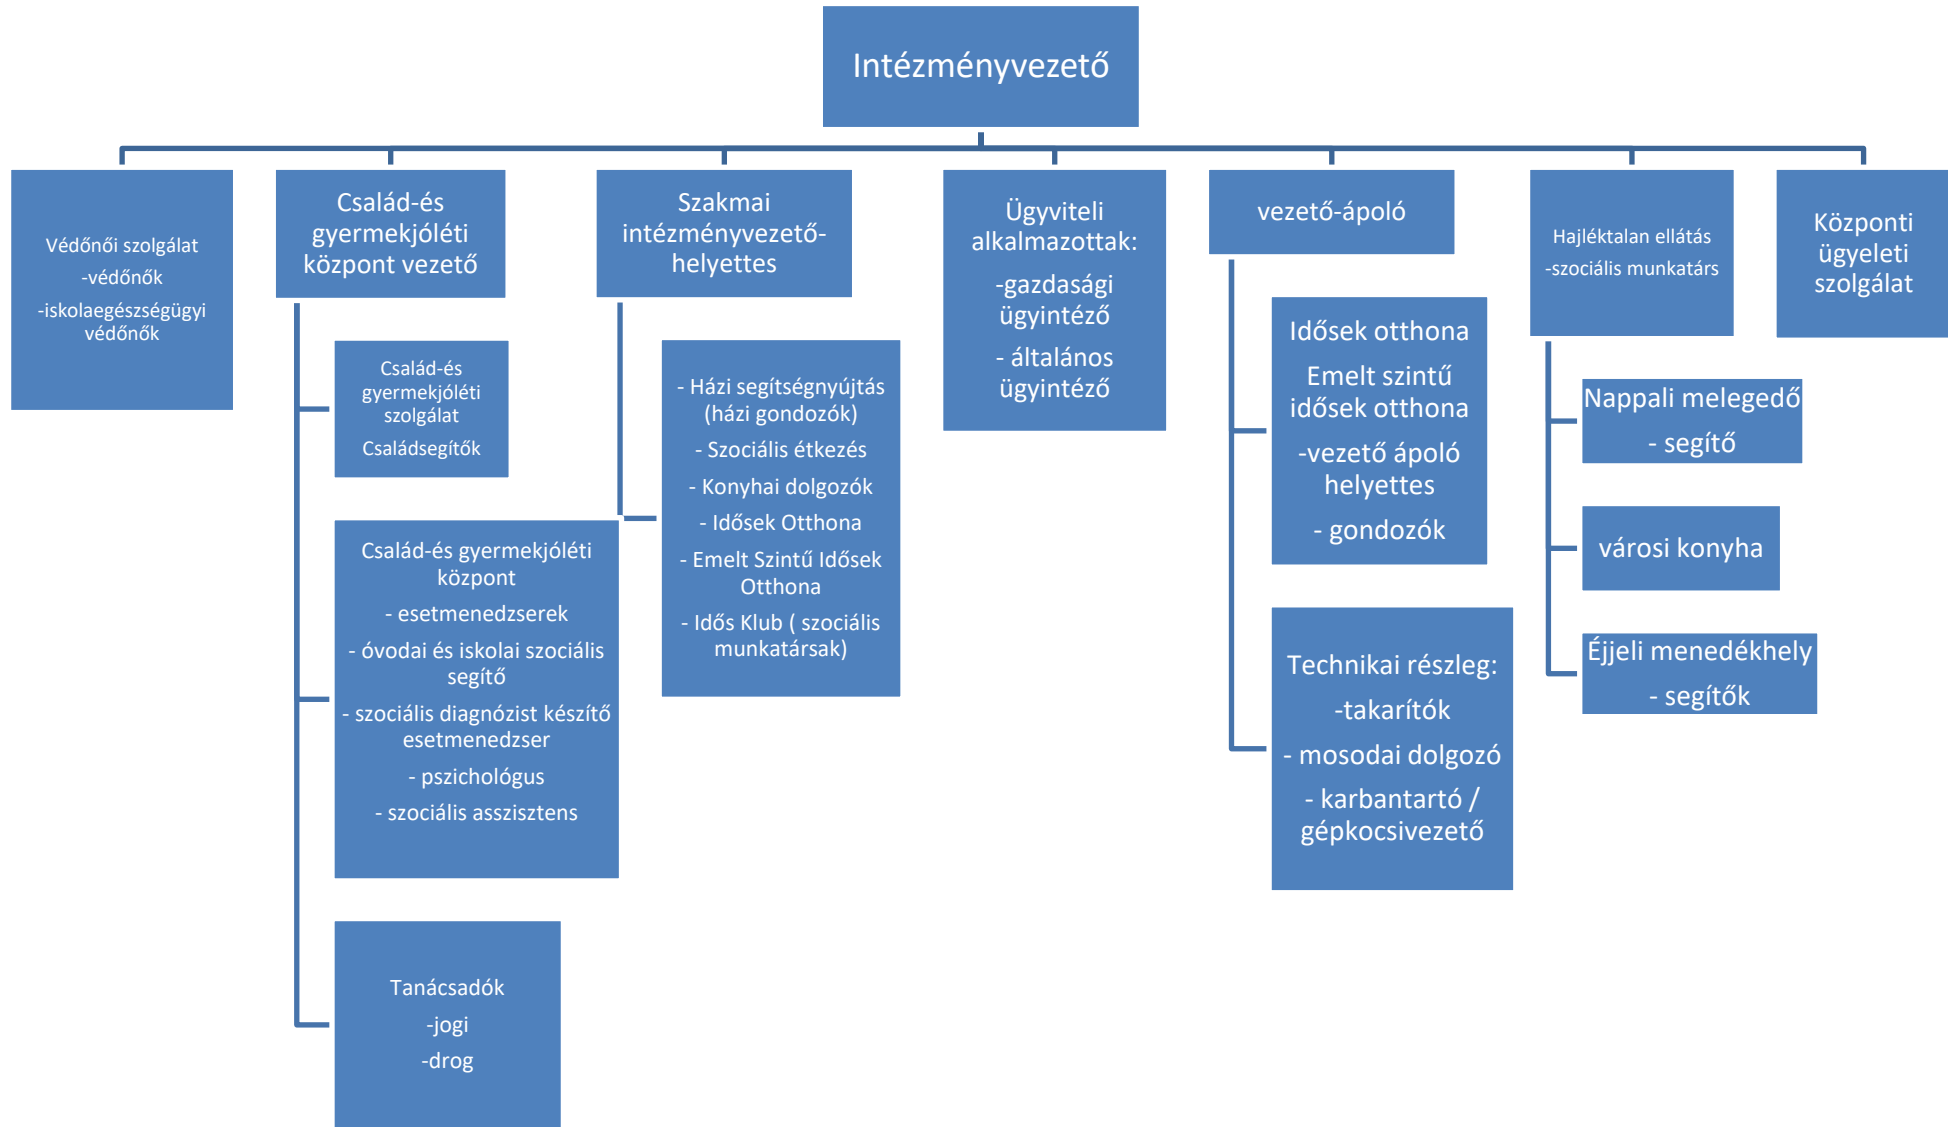 Intézményvezető
Védőnői szolgálat
-védőnők
-iskolaegészségügyi
védőnők
Család-és
gyermekjóléti
központ vezető
Család-és
gyermekjóléti
szolgálat
Családsegítők
Család-és gyermekjóléti
központ
- esetmenedzserek
- óvodai és iskolai szociális
segítő
- szociális diagnózist készítő
esetmenedzser
- pszichológus
- szociális asszisztens
Tanácsadók
-jogi
-drog
Szakmai
intézményvezető-
helyettes
- Házi segítségnyújtás
(házi gondozók)
- Szociális étkezés
- Konyhai dolgozók
- Idősek Otthona
- Emelt Szintű Idősek
Otthona
- Idős Klub ( szociális
munkatársak)
Ügyviteli
alkalmazottak:
-gazdasági
ügyintéző
- általános
ügyintéző
vezető-ápoló
Idősek otthona
Emelt szintű
idősek otthona
-vezető ápoló
helyettes
- gondozók
Technikai részleg:
-takarítók
- mosodai dolgozó
- karbantartó /
gépkocsivezető
Hajléktalan ellátás
-szociális munkatárs
Nappali melegedő
- segítő
városi konyha
Éjjeli menedékhely
- segítők
Központi
ügyeleti
szolgálat